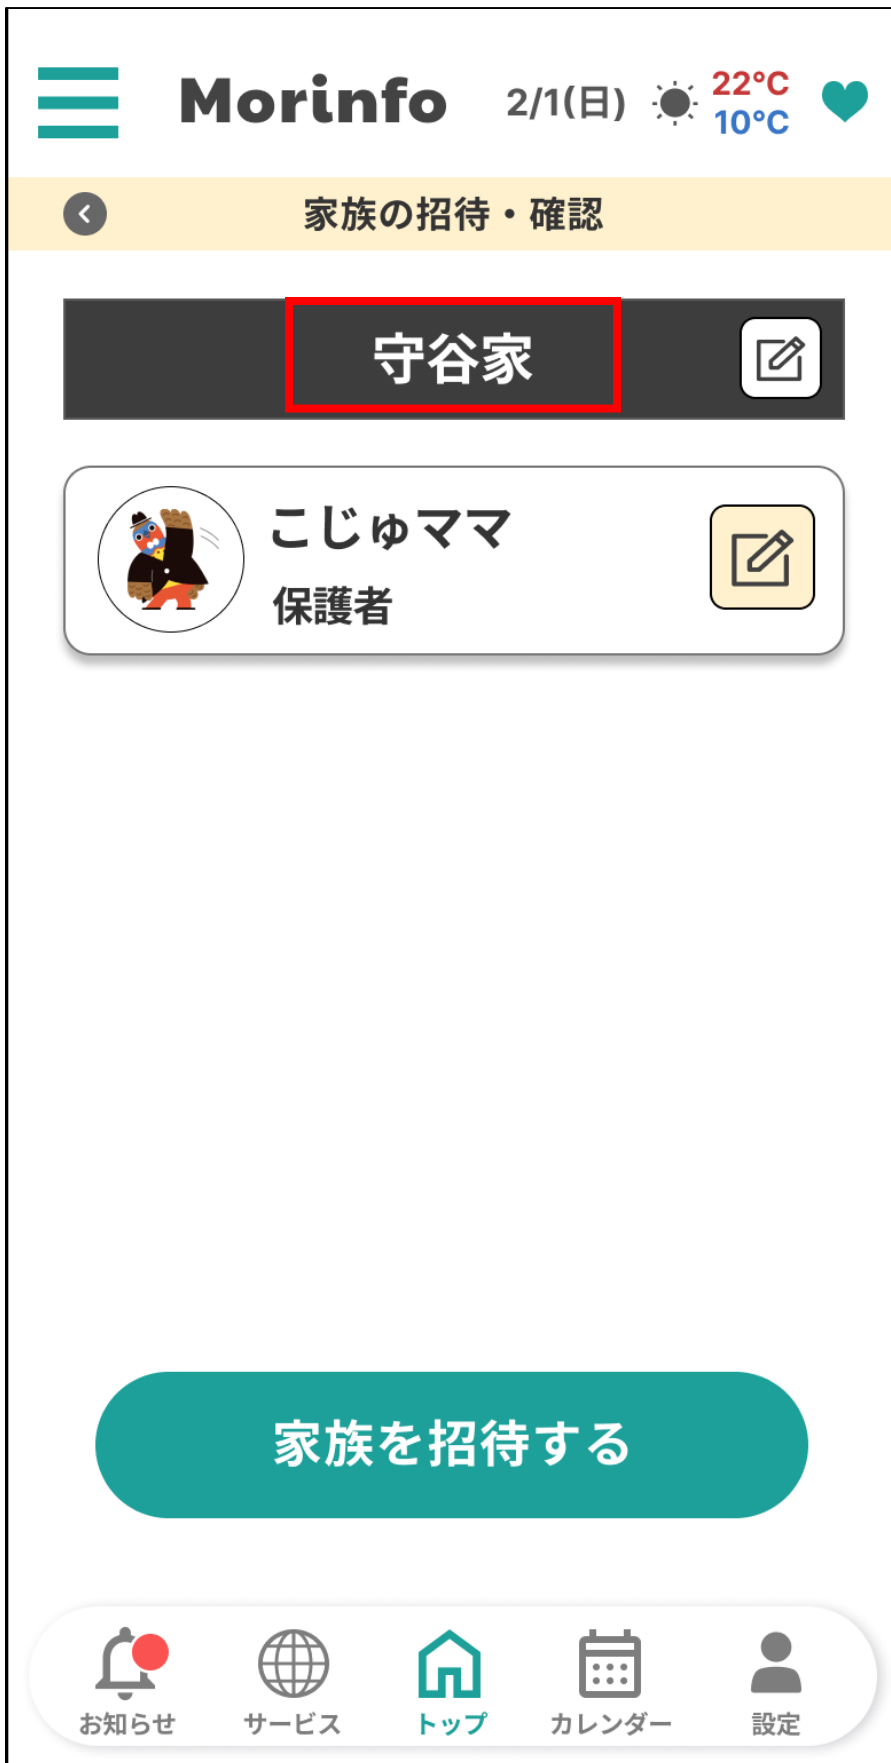 Morinfo 2/1(日) 22°C
10°C
家族の招待・確認
守谷家
こじゅママ
保護者
家族を招待する
お知らせ サービス トップ カレンダー 設定